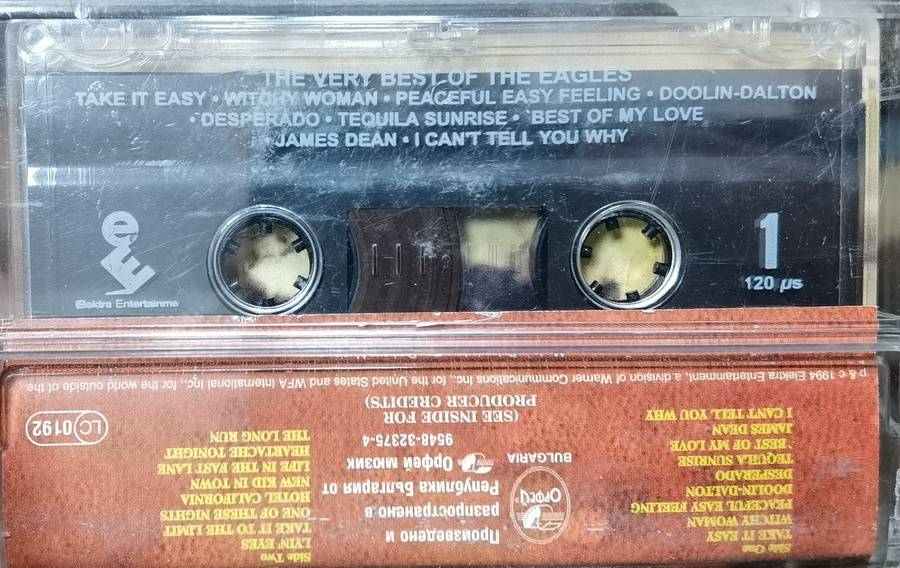 THE VERY BEST OF THE EAGLES
TAKE IT EASY • WITCHY WOMAN • PEACEFUL EASY FEELING • DOOLIN-DALTON
DESPERADO • TEQUILA SUNRISE • `BEST OF MY LOVE
JAMES DEAN • I CAN'T TELL YOU WHY
Elektra Entertainme
1
120 µs
Side One
TAKE IT EASY
WITCHY WOMAN
PEACEFUL EASY FEELING
DOOLIN-DALTON
DESPERADO
TEQUILA SUNRISE
`BEST OF MY LOVE
JAMES DEAN
I CAN'T TELL YOU WHY
ОРФЕЙ
BULGARIA
Произведено и
разпространено в
Република България от
Орфей мюзик
9548-32375-4
(SEE INSIDE FOR
PRODUCER CREDITS)
Side Two
LYIN' EYES
TAKE IT TO THE LIMIT
ONE OF THESE NIGHTS
HOTEL CALIFORNIA
NEW KID IN TOWN
LIFE IN THE FAST LANE
HEARTACHE TONIGHT
THE LONG RUN
LC 0192
p & c 1994 Elektra Entertainment, a division of Warner Communications Inc., for the United States and WFA International Inc., for the world outside of the